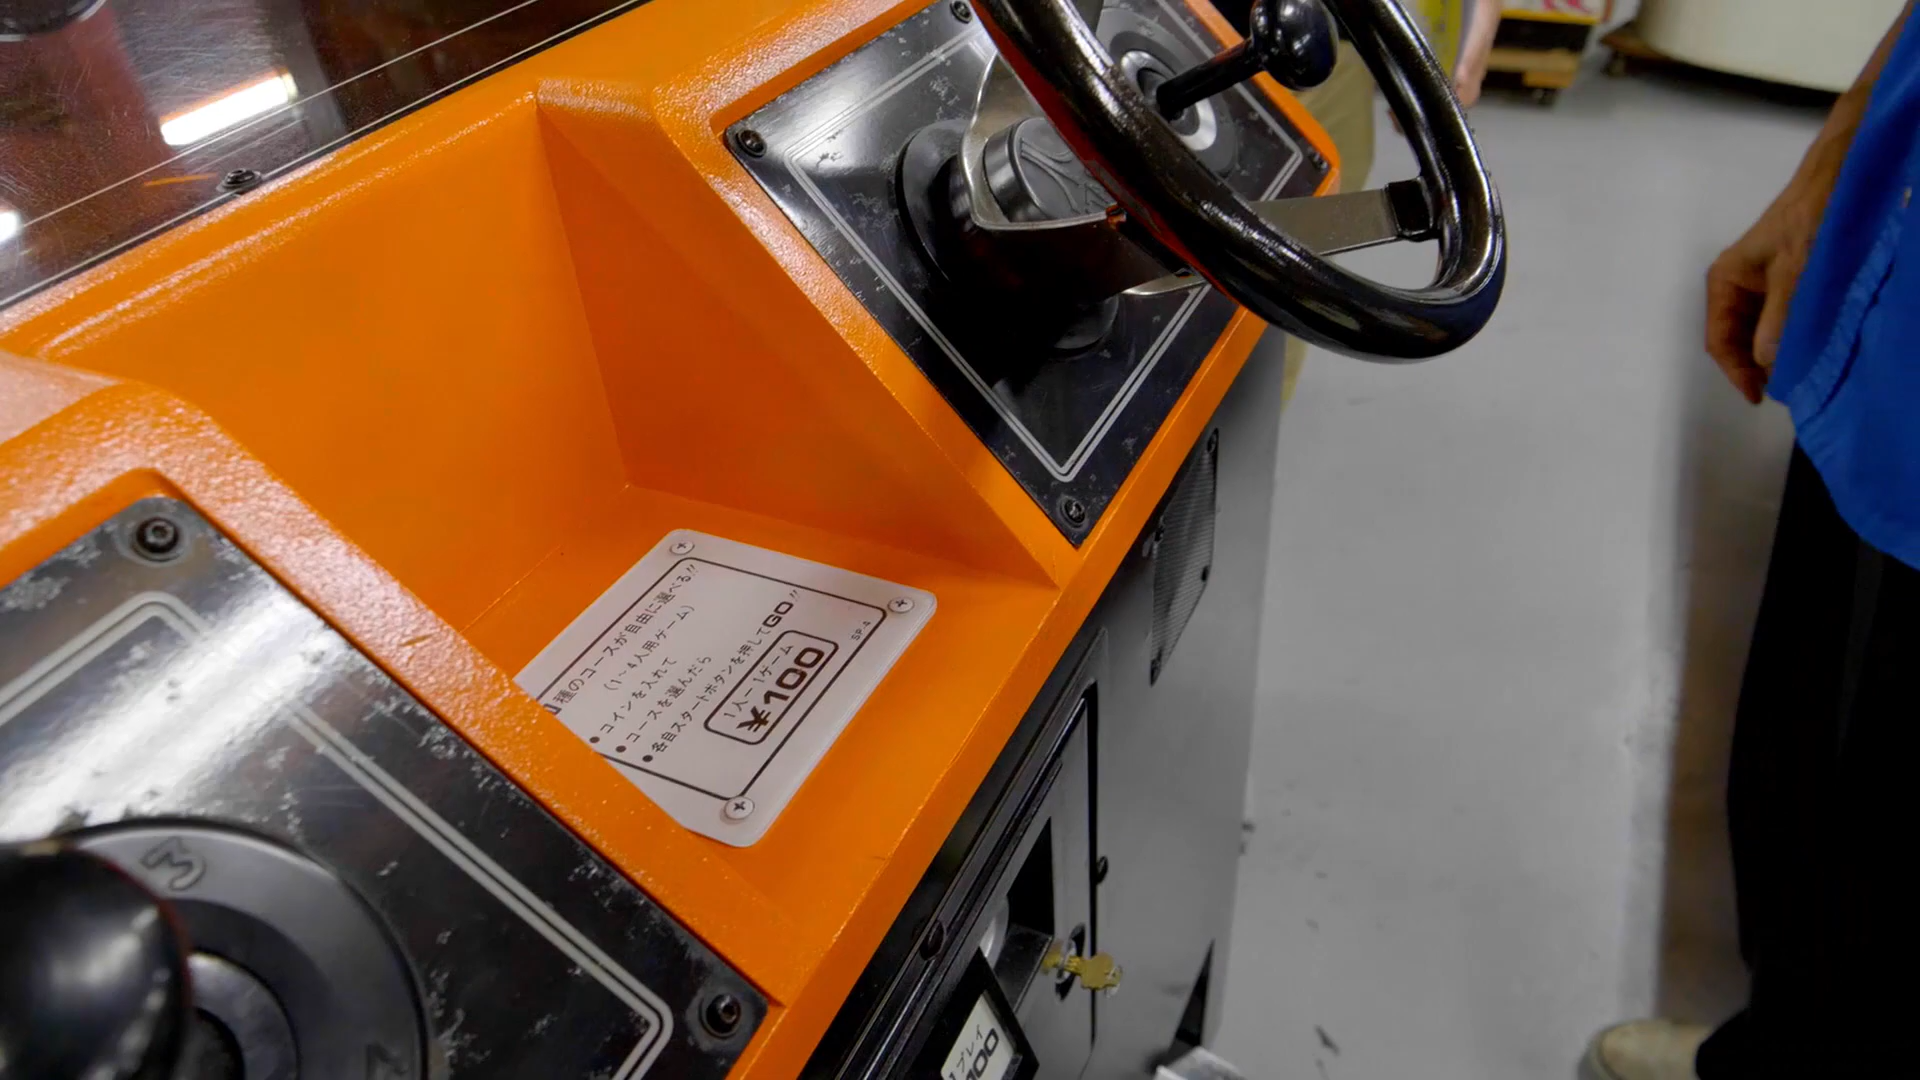 種のコースが自由に選べる!!
(1~4人用ゲーム)
●コインを入れて
●コースを選んだら
●各自スタートボタンを押してGO!!
1人-1ゲーム
¥100
SP-4
3
1プレイ
100